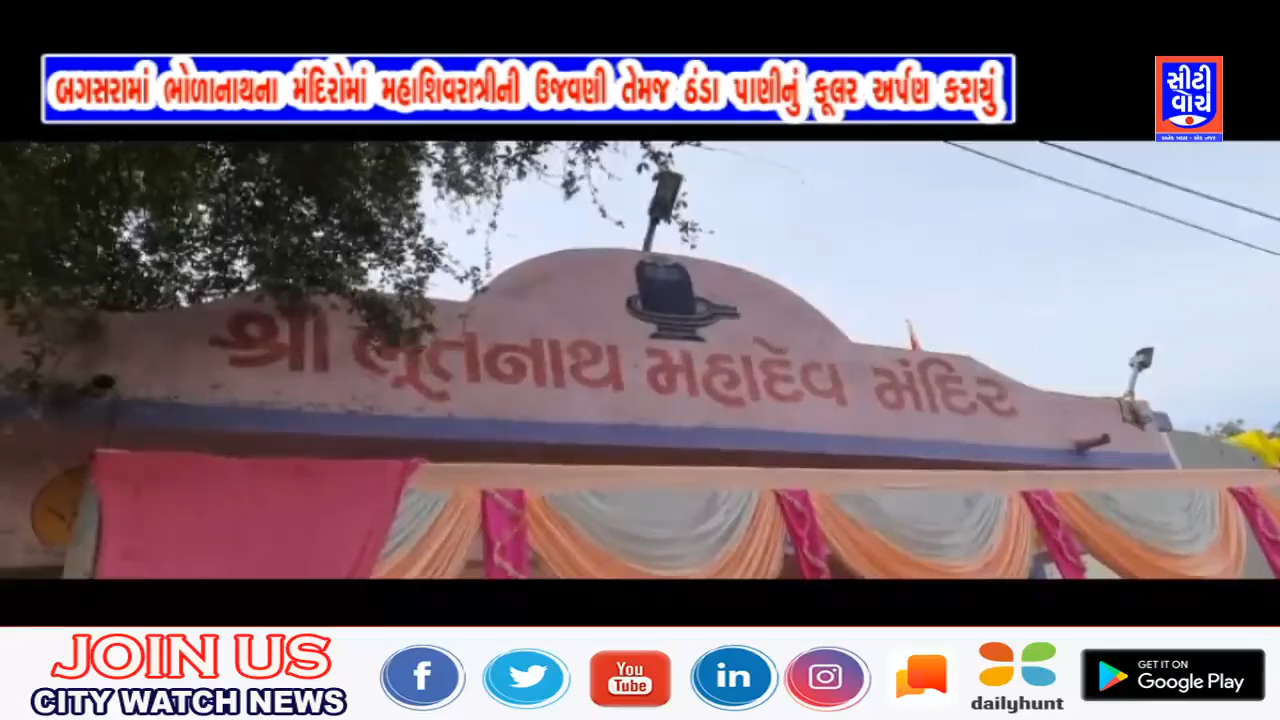 બગસરામાં ભોળાનાથના મંદિરોમાં મહાશિવરાત્રીની ઉજવણી તેમજ ઠંડા પાણીનું કૂલર અર્પણ કરાયું
સીટી
વોચ
શ્રી ભૂતનાથ મહાદેવ મંદિર
JOIN US
CITY WATCH NEWS
You
Tube
dailyhunt
GET IT ON
Google Play